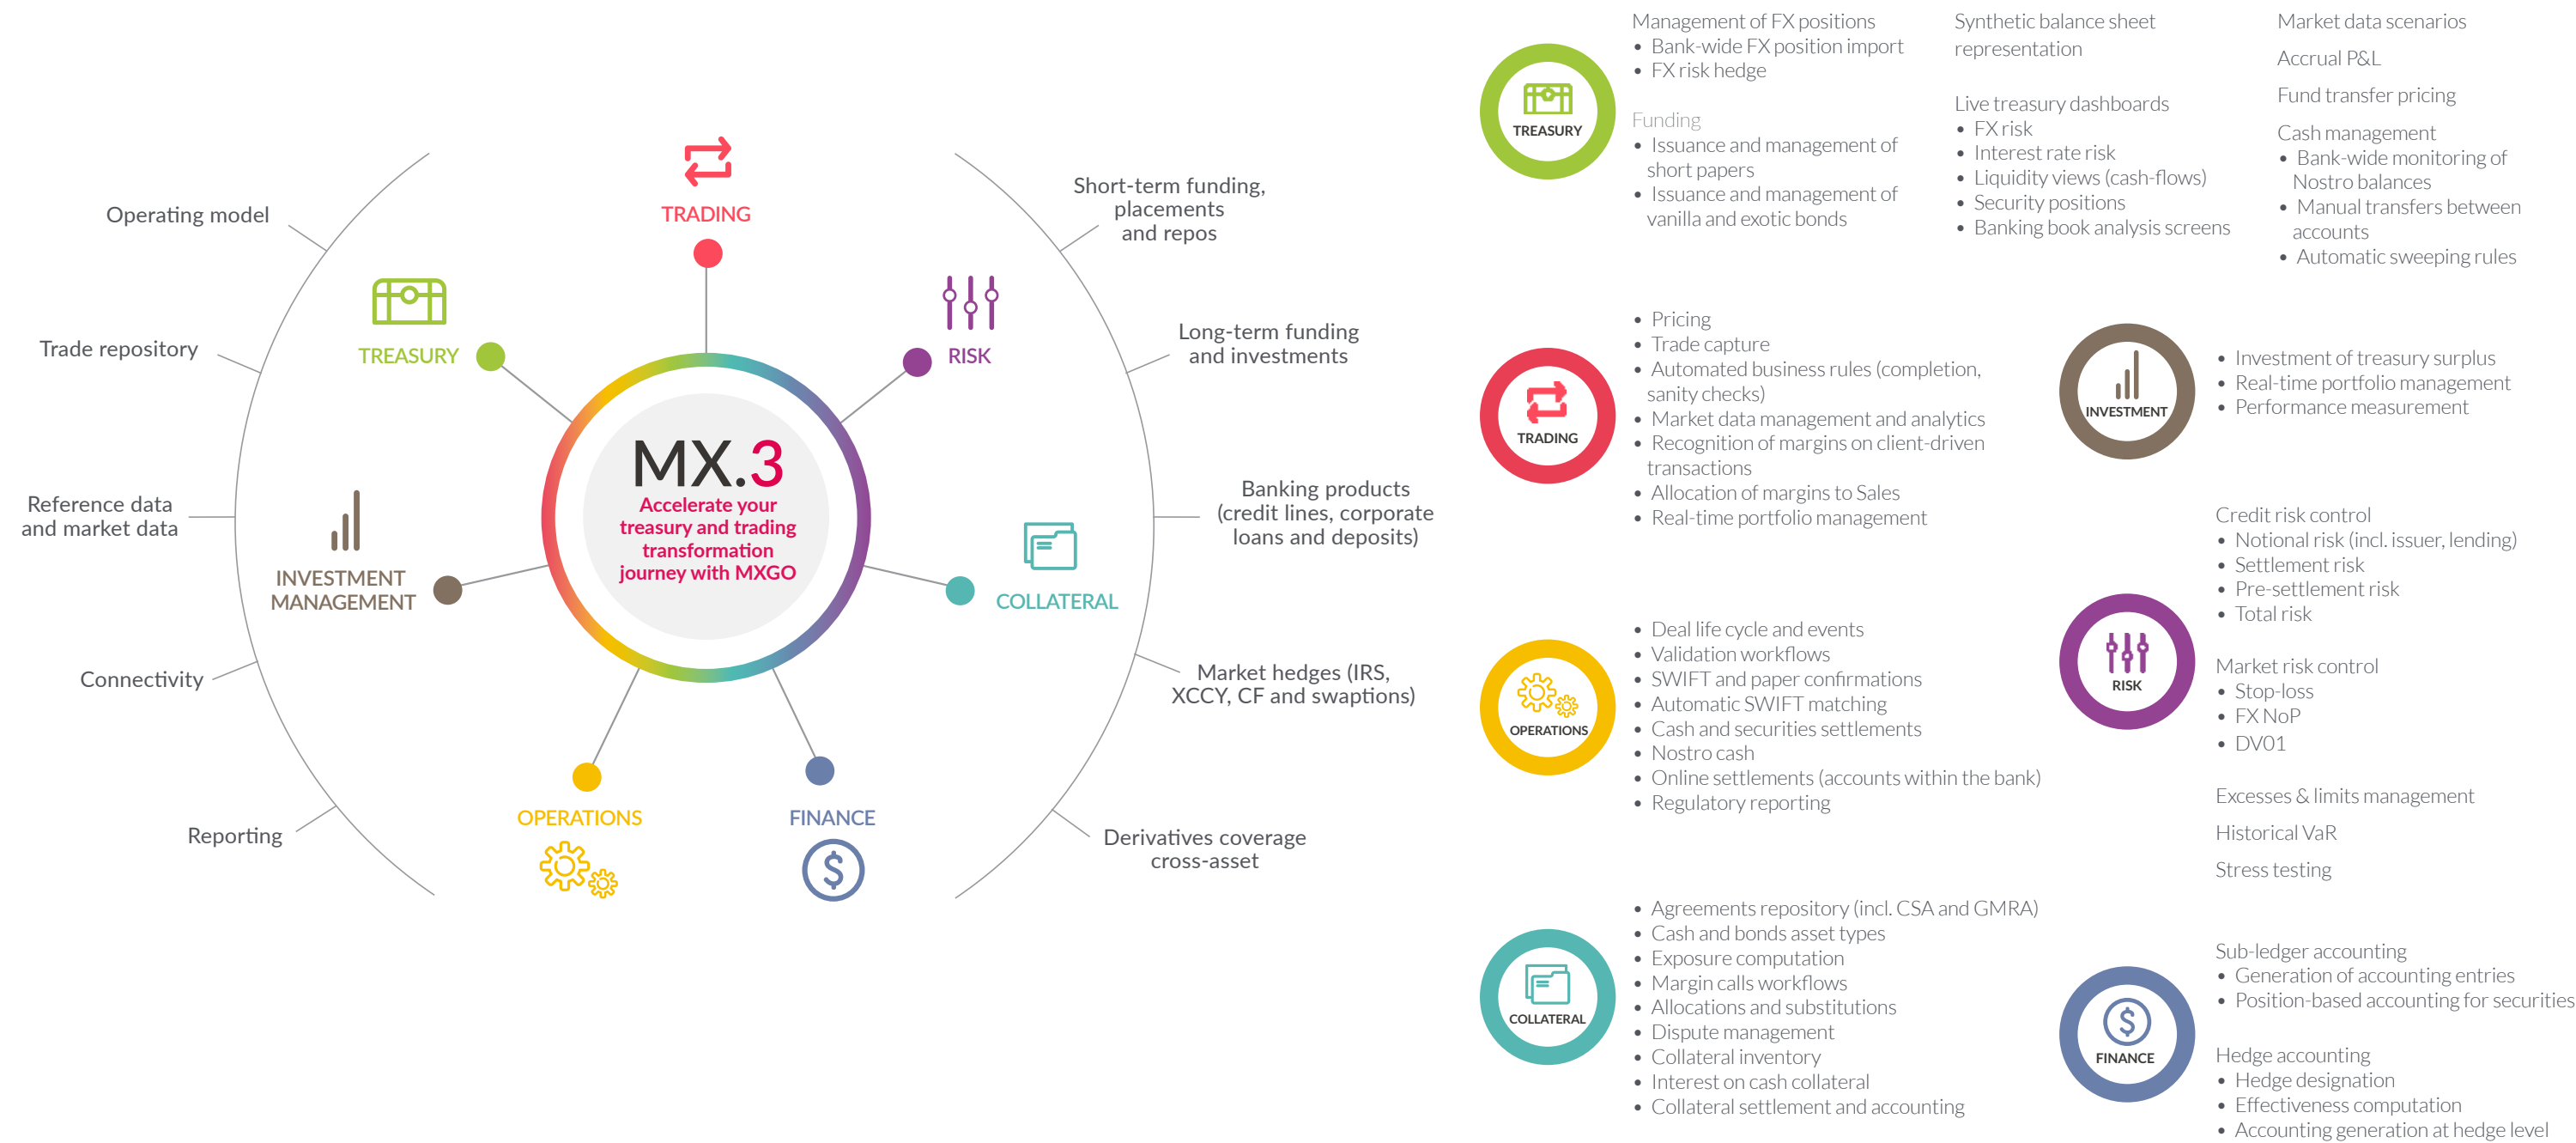 Operating model
Trade repository
Reference data
and market data
Connectivity
Reporting
TRADING
TREASURY
RISK
INVESTMENT
MANAGEMENT
COLLATERAL
OPERATIONS
FINANCE
MX.3
Accelerate your
treasury and trading
transformation
journey with MXGO
Short-term funding,
placements
and repos
Long-term funding
and investments
Banking products
(credit lines, corporate
loans and deposits)
Market hedges (IRS,
XCCY, CF and swaptions)
Derivatives coverage
cross-asset
TREASURY
Management of FX positions
• Bank-wide FX position import
• FX risk hedge
Funding
• Issuance and management of
short papers
• Issuance and management of
vanilla and exotic bonds
Synthetic balance sheet
representation
Live treasury dashboards
• FX risk
• Interest rate risk
• Liquidity views (cash-flows)
• Security positions
• Banking book analysis screens
Market data scenarios
Accrual P&L
Fund transfer pricing
Cash management
• Bank-wide monitoring of
Nostro balances
• Manual transfers between
accounts
• Automatic sweeping rules
TRADING
• Pricing
• Trade capture
• Automated business rules (completion,
sanity checks)
• Market data management and analytics
• Recognition of margins on client-driven
transactions
• Allocation of margins to Sales
• Real-time portfolio management
INVESTMENT
• Investment of treasury surplus
• Real-time portfolio management
• Performance measurement
OPERATIONS
• Deal life cycle and events
• Validation workflows
• SWIFT and paper confirmations
• Automatic SWIFT matching
• Cash and securities settlements
• Nostro cash
• Online settlements (accounts within the bank)
• Regulatory reporting
RISK
Credit risk control
• Notional risk (incl. issuer, lending)
• Settlement risk
• Pre-settlement risk
• Total risk
Market risk control
• Stop-loss
• FX NoP
• DV01
Excesses & limits management
Historical VaR
Stress testing
COLLATERAL
• Agreements repository (incl. CSA and GMRA)
• Cash and bonds asset types
• Exposure computation
• Margin calls workflows
• Allocations and substitutions
• Dispute management
• Collateral inventory
• Interest on cash collateral
• Collateral settlement and accounting
FINANCE
Sub-ledger accounting
• Generation of accounting entries
• Position-based accounting for securities
Hedge accounting
• Hedge designation
• Effectiveness computation
• Accounting generation at hedge level